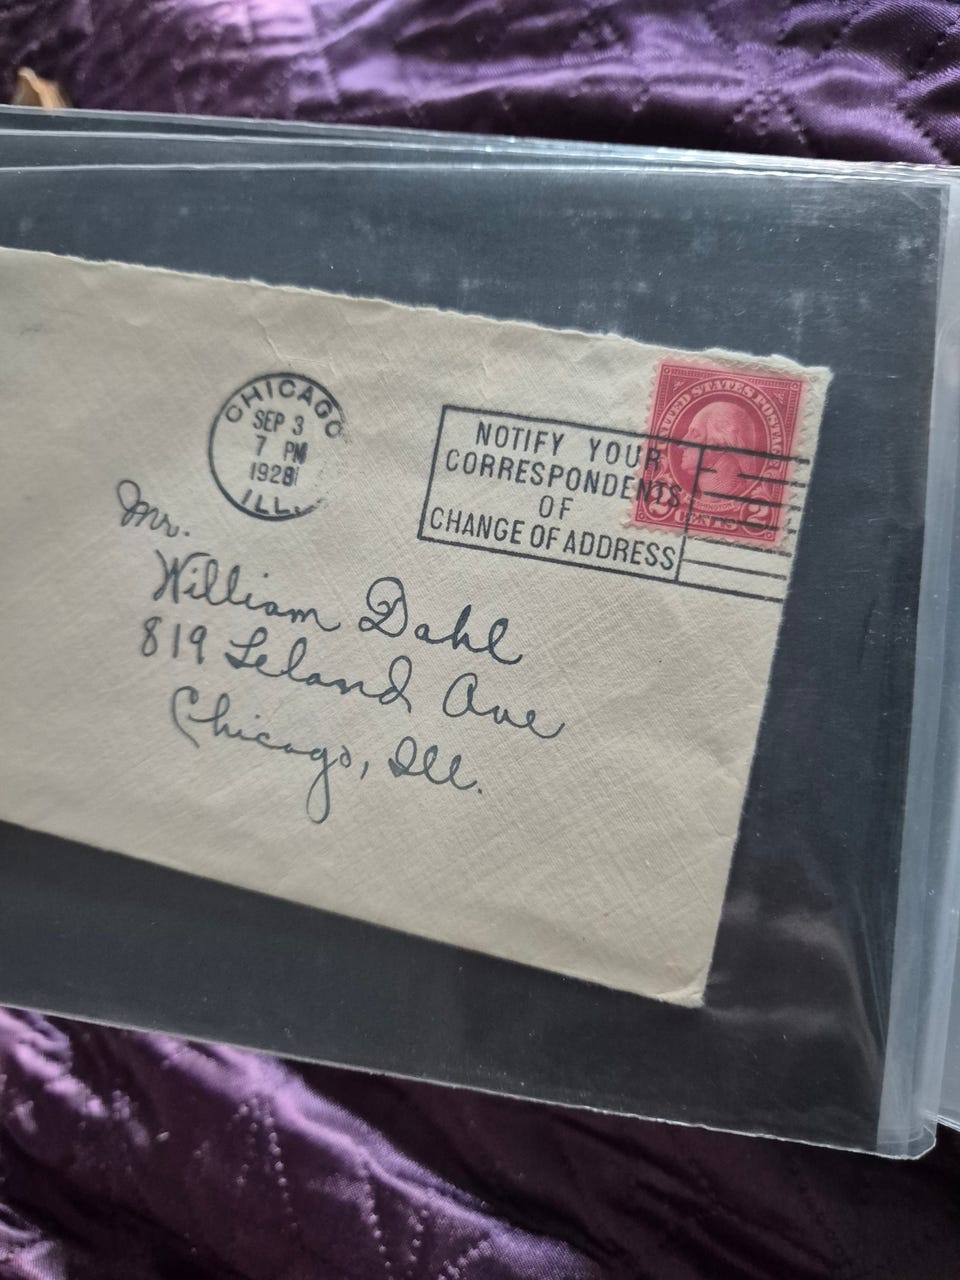 CHICAGO
SEP 3
7 PM
1928
ILL.
NOTIFY YOUR
CORRESPONDENTS
OF
CHANGE OF ADDRESS
UNITED STATES POSTAGE
2 CENTS 2
Mr.
William Dahl
819 Leland Ave
Chicago, Ill.